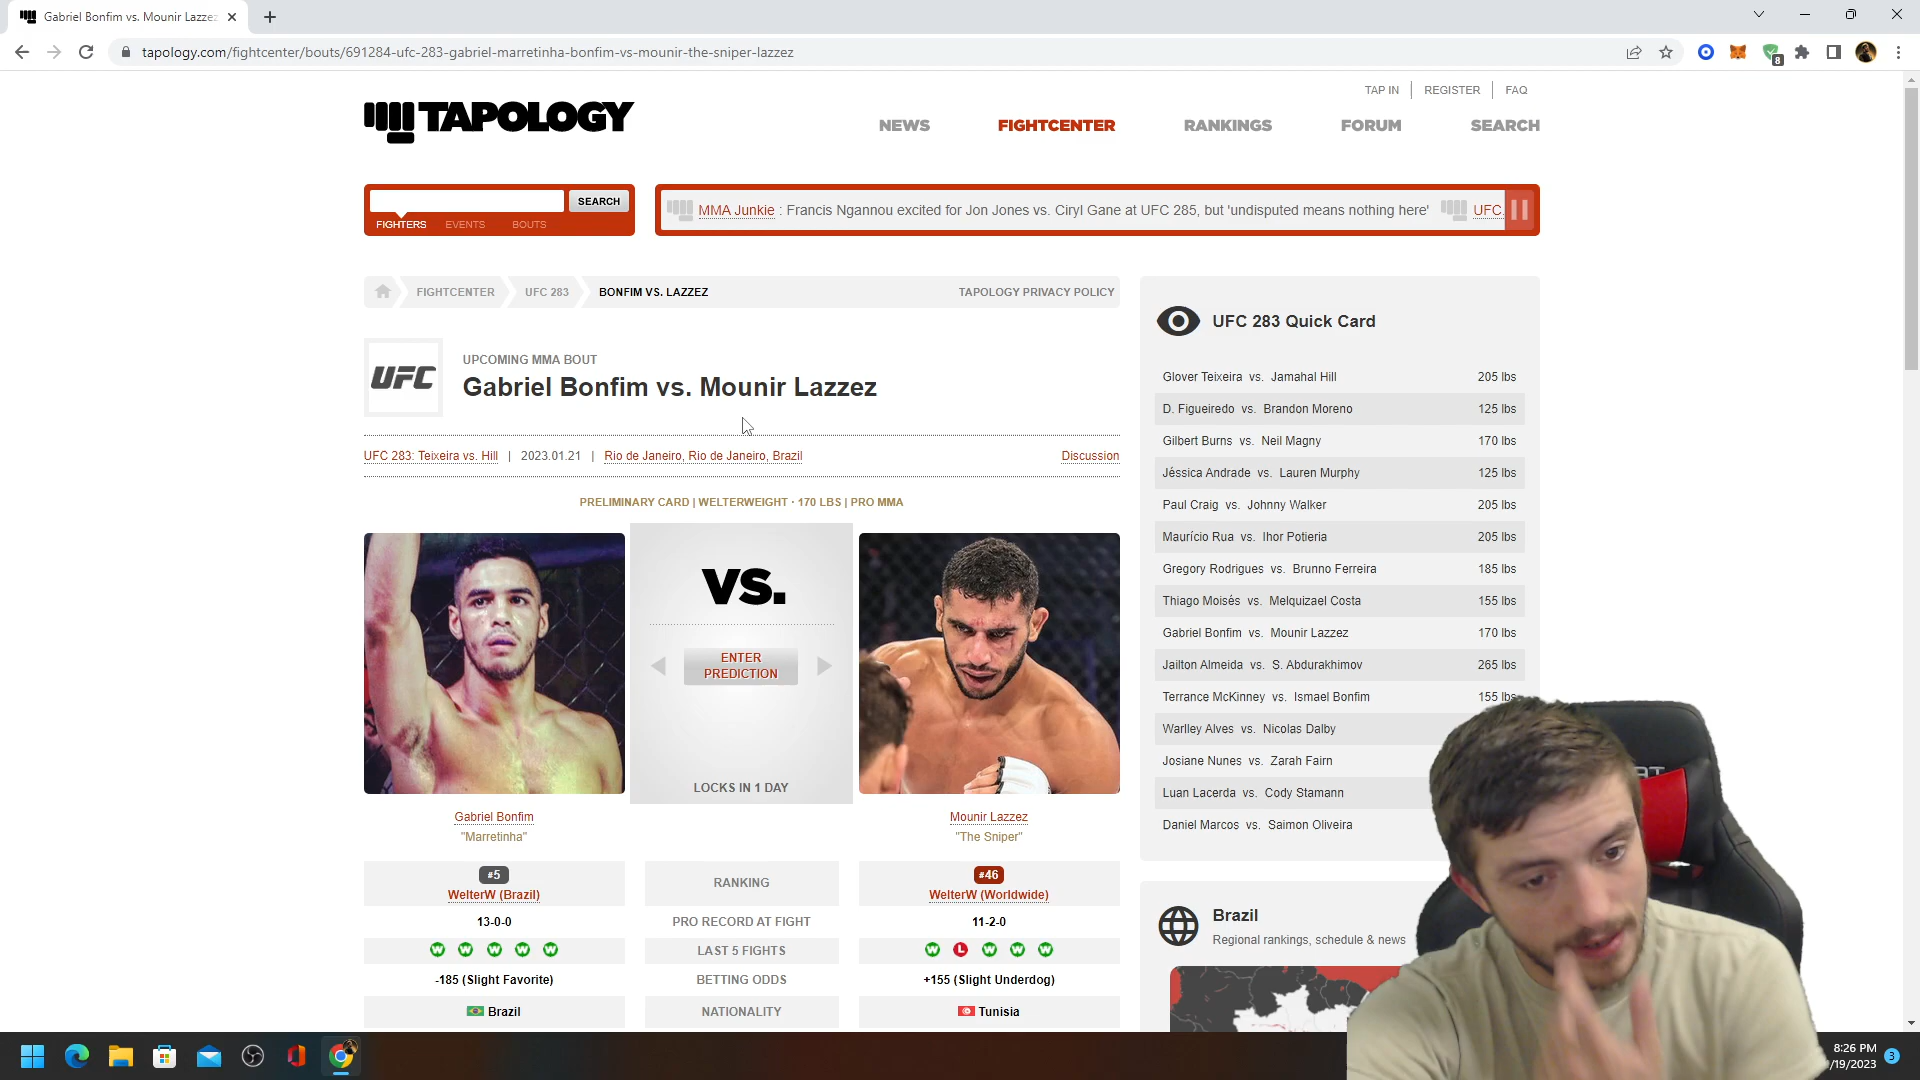 Gabriel Bonfim vs. Mounir Lazzez
tapology.com/fightcenter/bouts/691284-ufc-283-gabriel-marretinha-bonfim-vs-mounir-the-sniper-lazzez
8
TAP IN
REGISTER
FAQ
TAPOLOGY
NEWS
FIGHTCENTER
RANKINGS
FORUM
SEARCH
SEARCH
FIGHTERS
EVENTS
BOUTS
MMA Junkie : Francis Ngannou excited for Jon Jones vs. Ciryl Gane at UFC 285, but 'undisputed means nothing here'
UFC
FIGHTCENTER
UFC 283
BONFIM VS. LAZZEZ
TAPOLOGY PRIVACY POLICY
UFC
UPCOMING MMA BOUT
Gabriel Bonfim vs. Mounir Lazzez
UFC 283: Teixeira vs. Hill | 2023.01.21 | Rio de Janeiro, Rio de Janeiro, Brazil
Discussion
PRELIMINARY CARD | WELTERWEIGHT · 170 LBS | PRO MMA
VS.
ENTER
PREDICTION
LOCKS IN 1 DAY
Gabriel Bonfim
"Marretinha"
Mounir Lazzez
"The Sniper"
#5
WelterW (Brazil)
RANKING
#46
WelterW (Worldwide)
13-0-0
PRO RECORD AT FIGHT
11-2-0
W W W W W
LAST 5 FIGHTS
W L W W W
-185 (Slight Favorite)
BETTING ODDS
+155 (Slight Underdog)
Brazil
NATIONALITY
Tunisia
UFC 283 Quick Card
Glover Teixeira vs. Jamahal Hill 205 lbs
D. Figueiredo vs. Brandon Moreno 125 lbs
Gilbert Burns vs. Neil Magny 170 lbs
Jéssica Andrade vs. Lauren Murphy 125 lbs
Paul Craig vs. Johnny Walker 205 lbs
Maurício Rua vs. Ihor Potieria 205 lbs
Gregory Rodrigues vs. Brunno Ferreira 185 lbs
Thiago Moisés vs. Melquizael Costa 155 lbs
Gabriel Bonfim vs. Mounir Lazzez 170 lbs
Jailton Almeida vs. S. Abdurakhimov 265 lbs
Terrance McKinney vs. Ismael Bonfim 155 lbs
Warlley Alves vs. Nicolas Dalby
Josiane Nunes vs. Zarah Fairn
Luan Lacerda vs. Cody Stamann
Daniel Marcos vs. Saimon Oliveira
Brazil
Regional rankings, schedule & news
8:26 PM
/19/2023
3